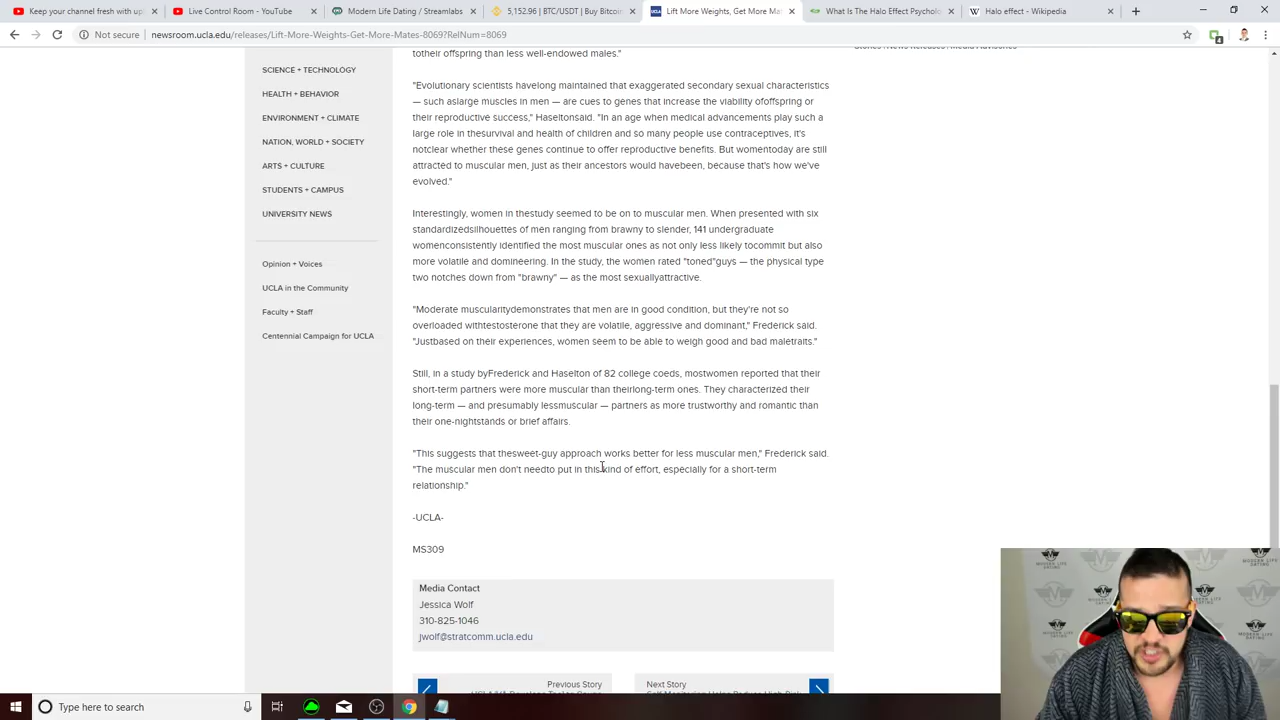 Keep your channel fresh with up
Live Control Room - YouTube
Modern Life Dating / Streamlabs
5,152.96 | BTC/USDT | Buy Bitcoin
Lift More Weights, Get More Mat
What Is The Halo Effect Psycholo
Halo effect - Wikipedia
Not secure | newsroom.ucla.edu/releases/Lift-More-Weights-Get-More-Mates-8069?RelNum=8069
Stories · News Releases · Media Advisories
totheir offspring than less well-endowed males."
SCIENCE + TECHNOLOGY
HEALTH + BEHAVIOR
ENVIRONMENT + CLIMATE
NATION, WORLD + SOCIETY
ARTS + CULTURE
STUDENTS + CAMPUS
UNIVERSITY NEWS
Opinion + Voices
UCLA in the Community
Faculty + Staff
Centennial Campaign for UCLA
"Evolutionary scientists havelong maintained that exaggerated secondary sexual characteristics
— such aslarge muscles in men — are cues to genes that increase the viability ofoffspring or
their reproductive success," Haseltonsaid. "In an age when medical advancements play such a
large role in thesurvival and health of children and so many people use contraceptives, it's
notclear whether these genes continue to offer reproductive benefits. But womentoday are still
attracted to muscular men, just as their ancestors would havebeen, because that's how we've
evolved."
Interestingly, women in thestudy seemed to be on to muscular men. When presented with six
standardizedsilhouettes of men ranging from brawny to slender, 141 undergraduate
womenconsistently identified the most muscular ones as not only less likely tocommit but also
more volatile and domineering. In the study, the women rated "toned"guys — the physical type
two notches down from "brawny" — as the most sexuallyattractive.
"Moderate muscularitydemonstrates that men are in good condition, but they're not so
overloaded withtestosterone that they are volatile, aggressive and dominant," Frederick said.
"Justbased on their experiences, women seem to be able to weigh good and bad maletraits."
Still, in a study byFrederick and Haselton of 82 college coeds, mostwomen reported that their
short-term partners were more muscular than theirlong-term ones. They characterized their
long-term — and presumably lessmuscular — partners as more trustworthy and romantic than
their one-nightstands or brief affairs.
"This suggests that thesweet-guy approach works better for less muscular men," Frederick said.
"The muscular men don't needto put in this kind of effort, especially for a short-term
relationship."
-UCLA-
MS309
Media Contact
Jessica Wolf
310-825-1046
jwolf@stratcomm.ucla.edu
Previous Story
Next Story
MODERN LIFE
DATING
Type here to search